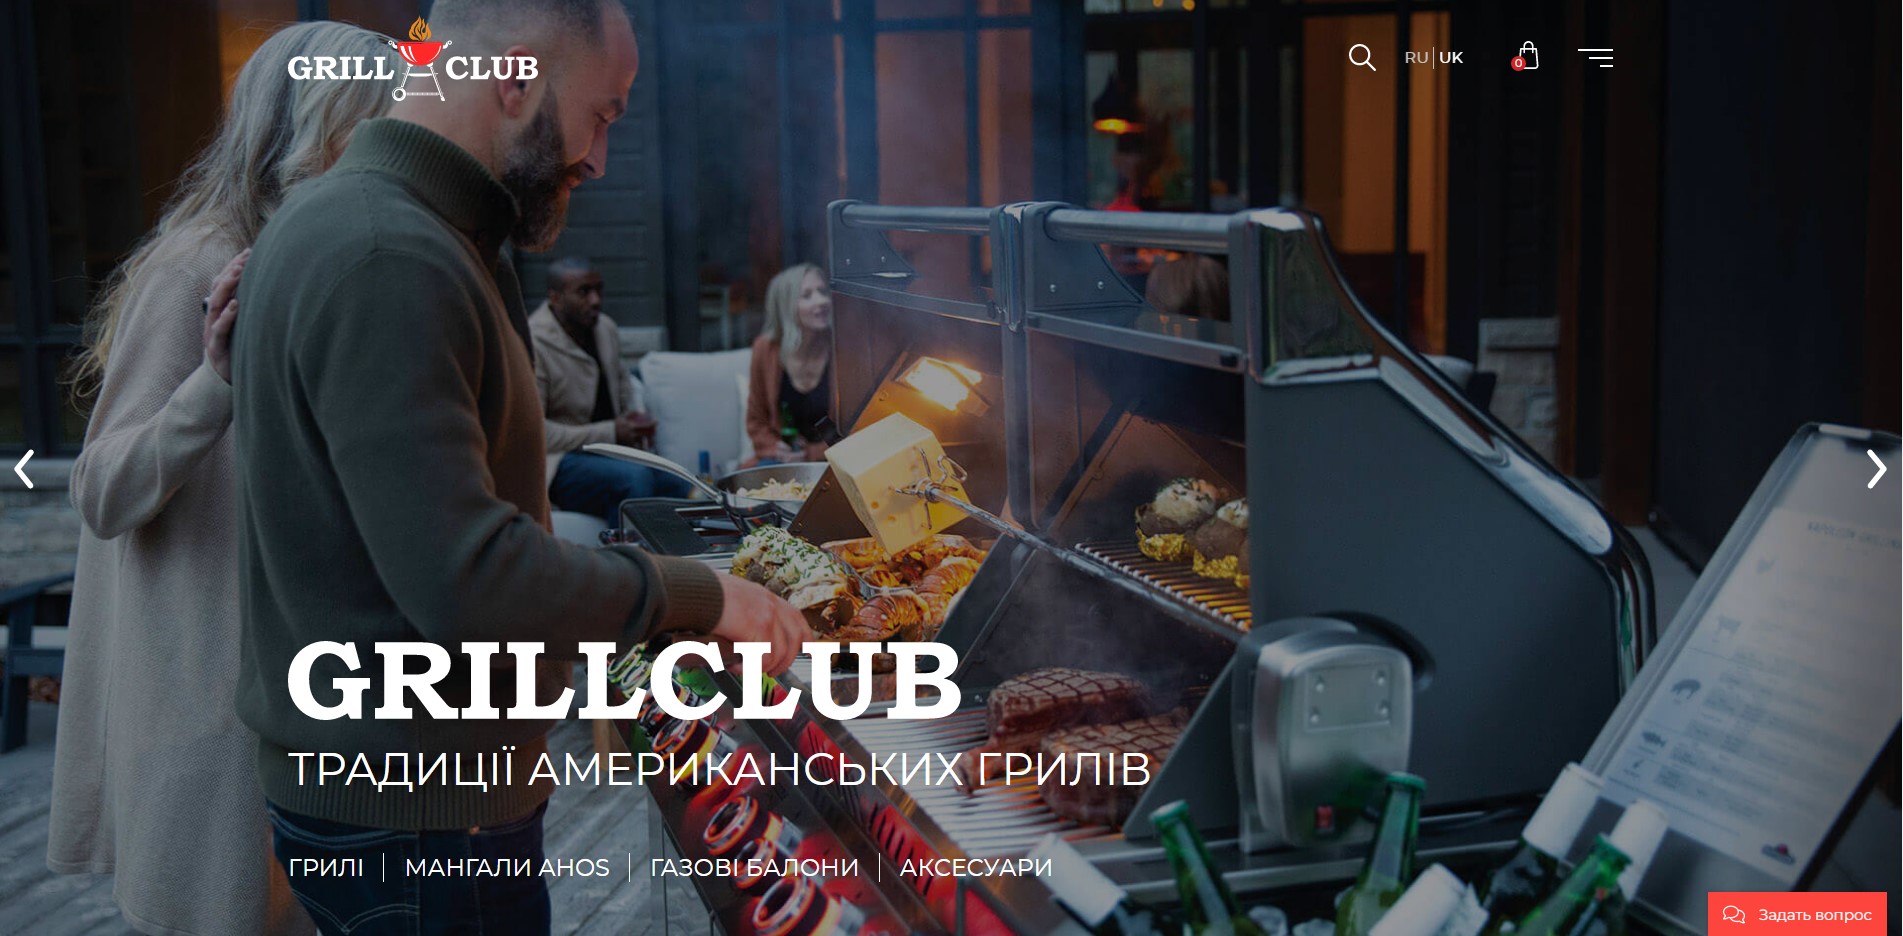 GRILL CLUB
RU UK
0
GRILLCLUB
ТРАДИЦІЇ АМЕРИКАНСЬКИХ ГРИЛІВ
ГРИЛІ МАНГАЛИ AHOS ГАЗОВІ БАЛОНИ АКСЕСУАРИ
Задать вопрос